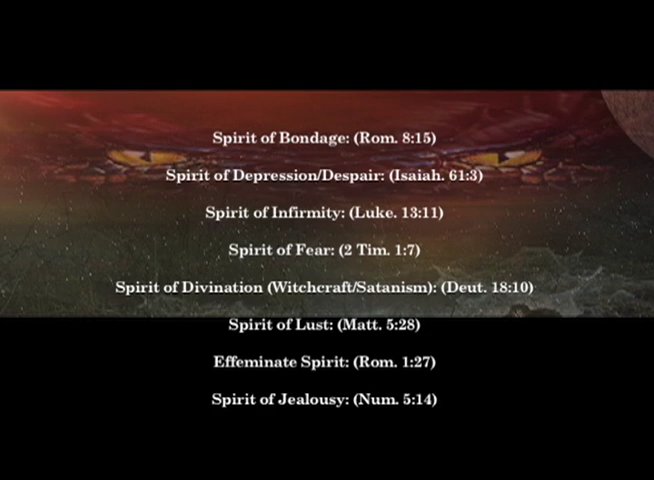 Spirit of Bondage: (Rom. 8:15)
Spirit of Depression/Despair: (Isaiah. 61:3)
Spirit of Infirmity: (Luke. 13:11)
Spirit of Fear: (2 Tim. 1:7)
Spirit of Divination (Witchcraft/Satanism): (Deut. 18:10)
Spirit of Lust: (Matt. 5:28)
Effeminate Spirit: (Rom. 1:27)
Spirit of Jealousy: (Num. 5:14)